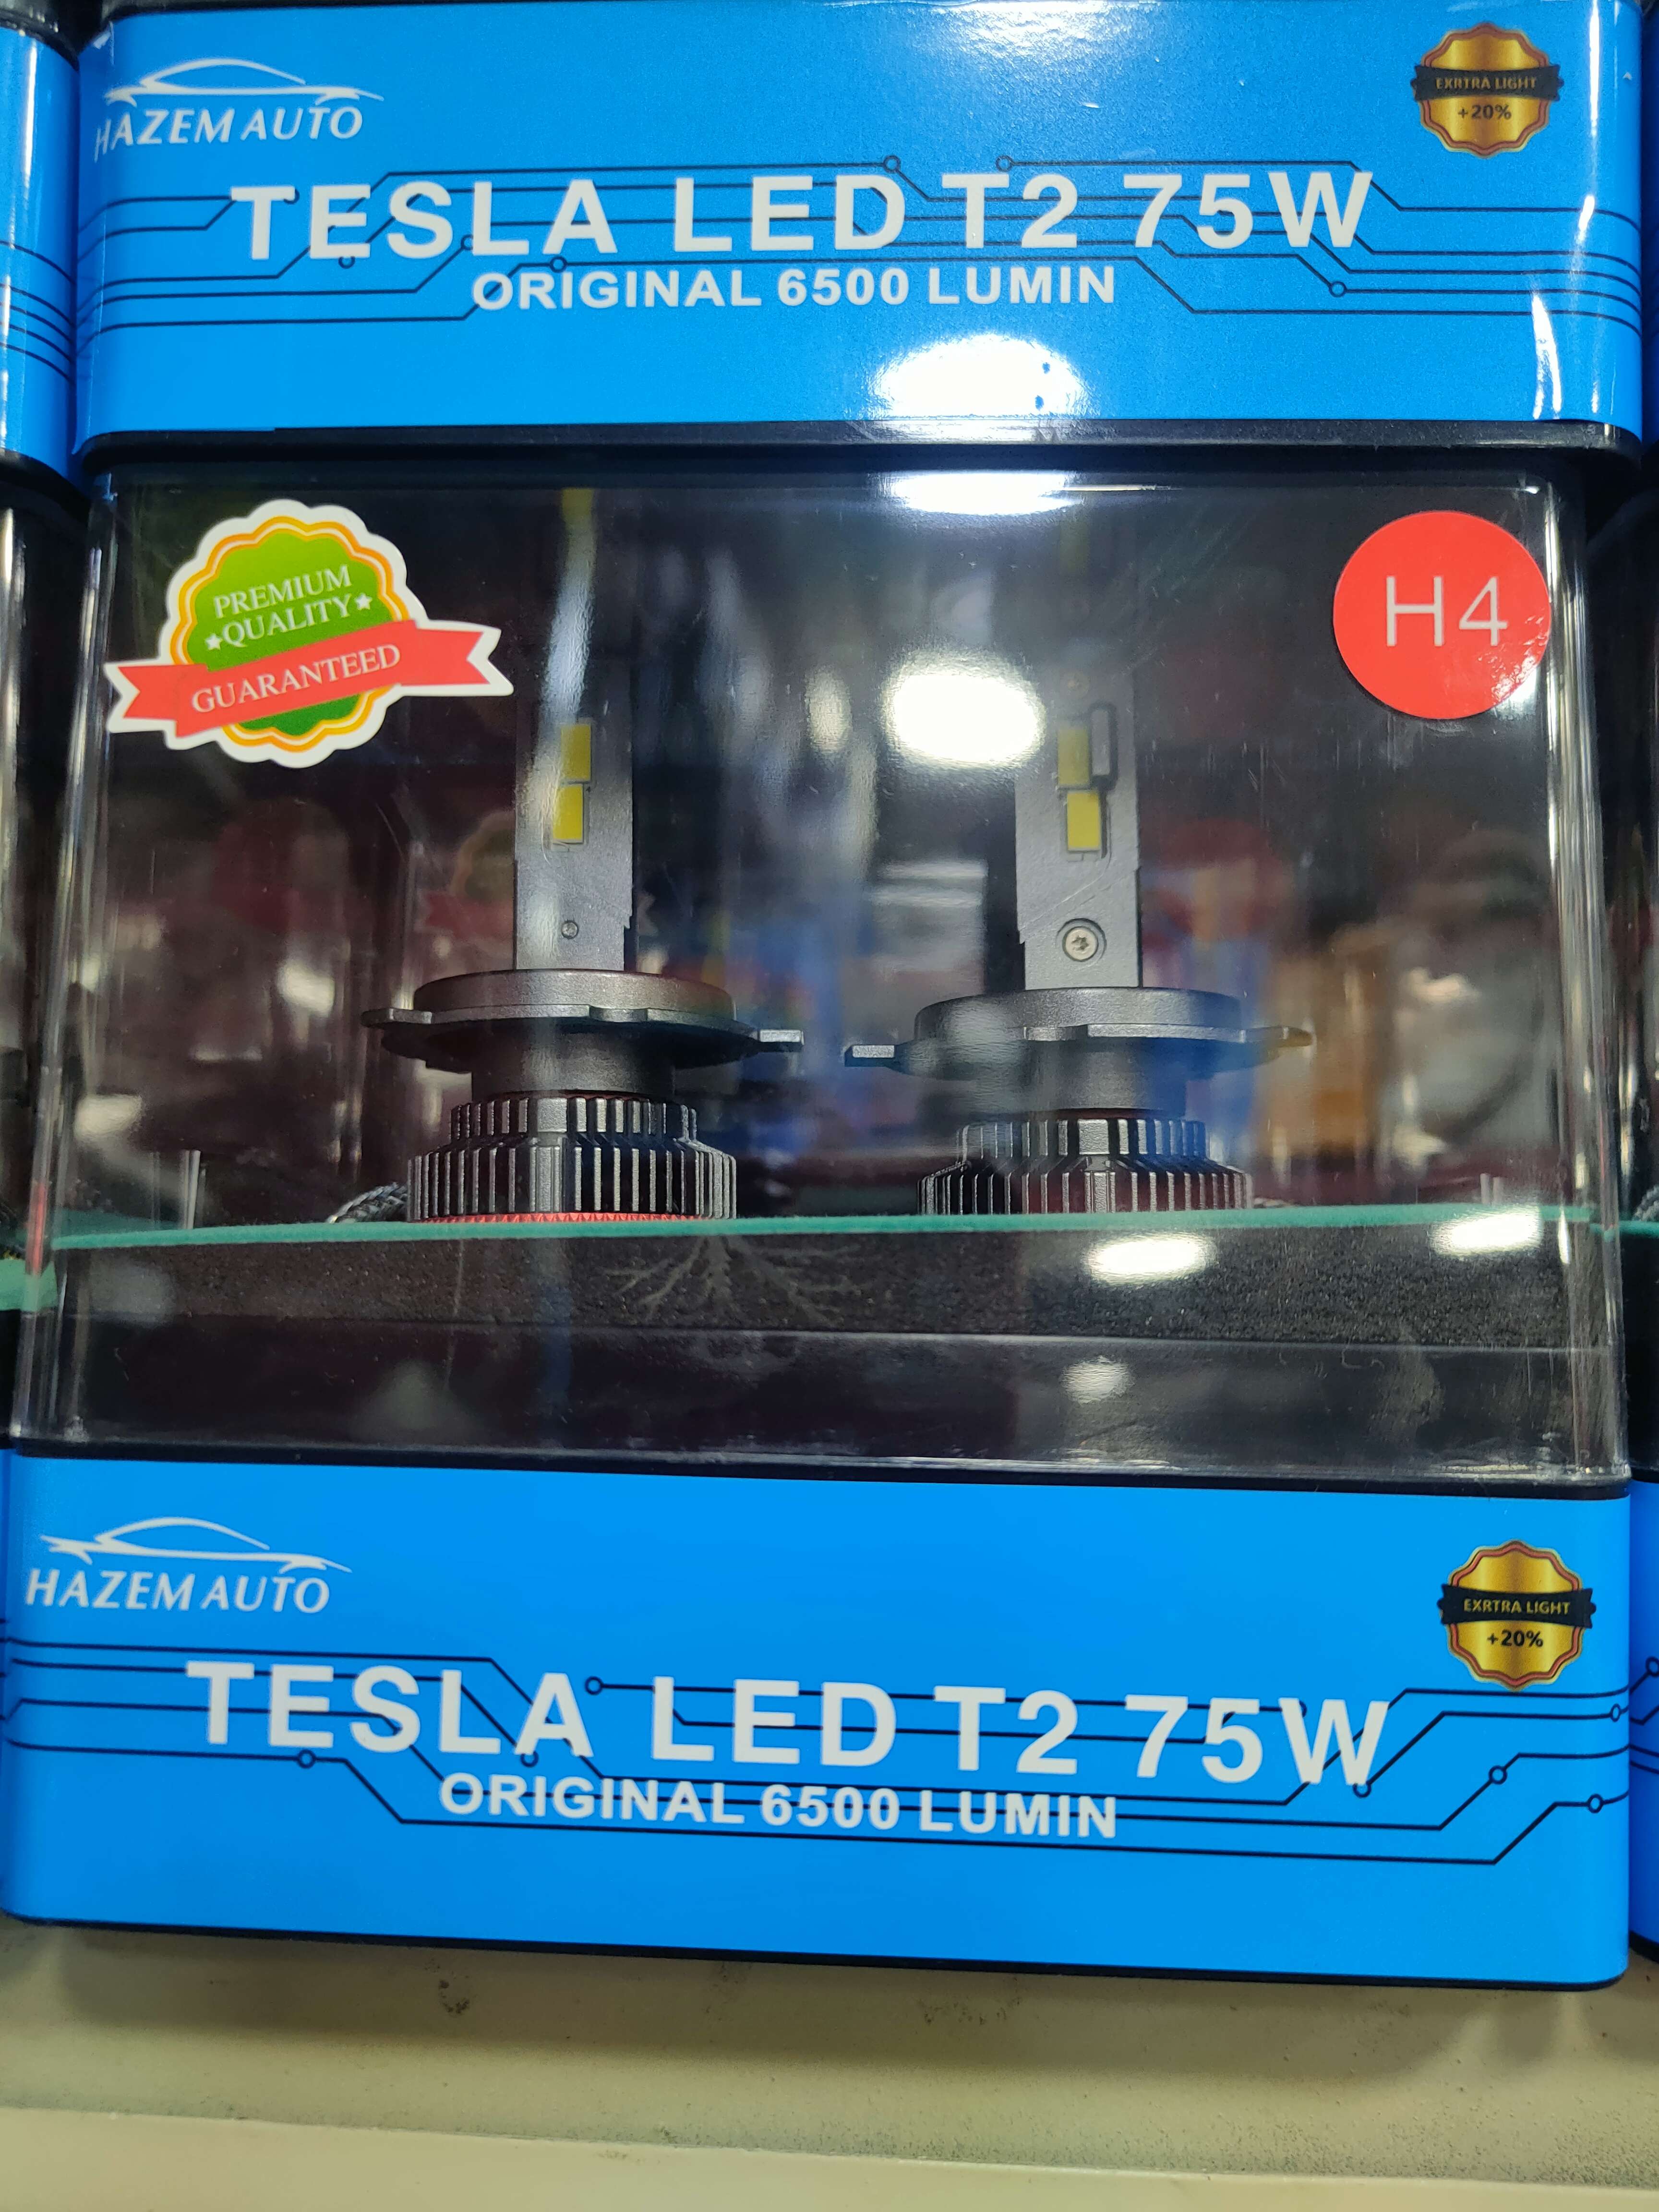 HAZEM AUTO
EXRTRA LIGHT
+20%
TESLA LED T2 75W
ORIGINAL 6500 LUMIN
PREMIUM
QUALITY
GUARANTEED
H4
HAZEM AUTO
EXRTRA LIGHT
+20%
TESLA LED T2 75W
ORIGINAL 6500 LUMIN